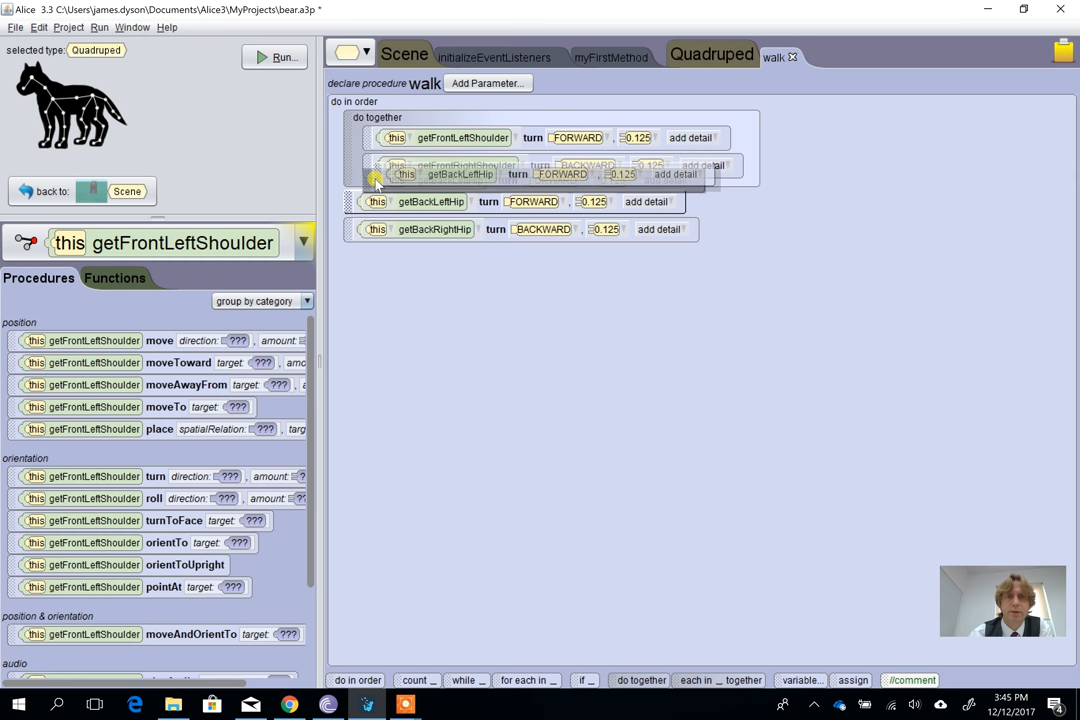 Alice 3.3 C:\Users\james.dyson\Documents\Alice3\MyProjects\bear.a3p *
File Edit Project Run Window Help
selected type: Quadruped
Run...
back to: Scene
this getFrontLeftShoulder
Procedures Functions
group by category
position
this getFrontLeftShoulder move direction: ??? , amount:
this getFrontLeftShoulder moveToward target: ??? , amo
this getFrontLeftShoulder moveAwayFrom target: ??? ,
this getFrontLeftShoulder moveTo target: ???
this getFrontLeftShoulder place spatialRelation: ??? , targ
orientation
this getFrontLeftShoulder turn direction: ??? , amount: ?
this getFrontLeftShoulder roll direction: ??? , amount: ??
this getFrontLeftShoulder turnToFace target: ???
this getFrontLeftShoulder orientTo target: ???
this getFrontLeftShoulder orientToUpright
this getFrontLeftShoulder pointAt target: ???
position & orientation
this getFrontLeftShoulder moveAndOrientTo target: ???
audio
Scene initializeEventListeners myFirstMethod Quadruped walk
declare procedure walk Add Parameter...
do in order
do together
this getFrontLeftShoulder turn FORWARD , 0.125 add detail
this getFrontRightShoulder turn BACKWARD , 0.125 add detail
this getBackLeftHip turn FORWARD , 0.125 add detail
this getBackLeftHip turn FORWARD , 0.125 add detail
this getBackRightHip turn BACKWARD , 0.125 add detail
do in order count _ while _ for each in _ if _ do together each in _ together variable... assign //comment
3:45 PM
12/12/2017
4